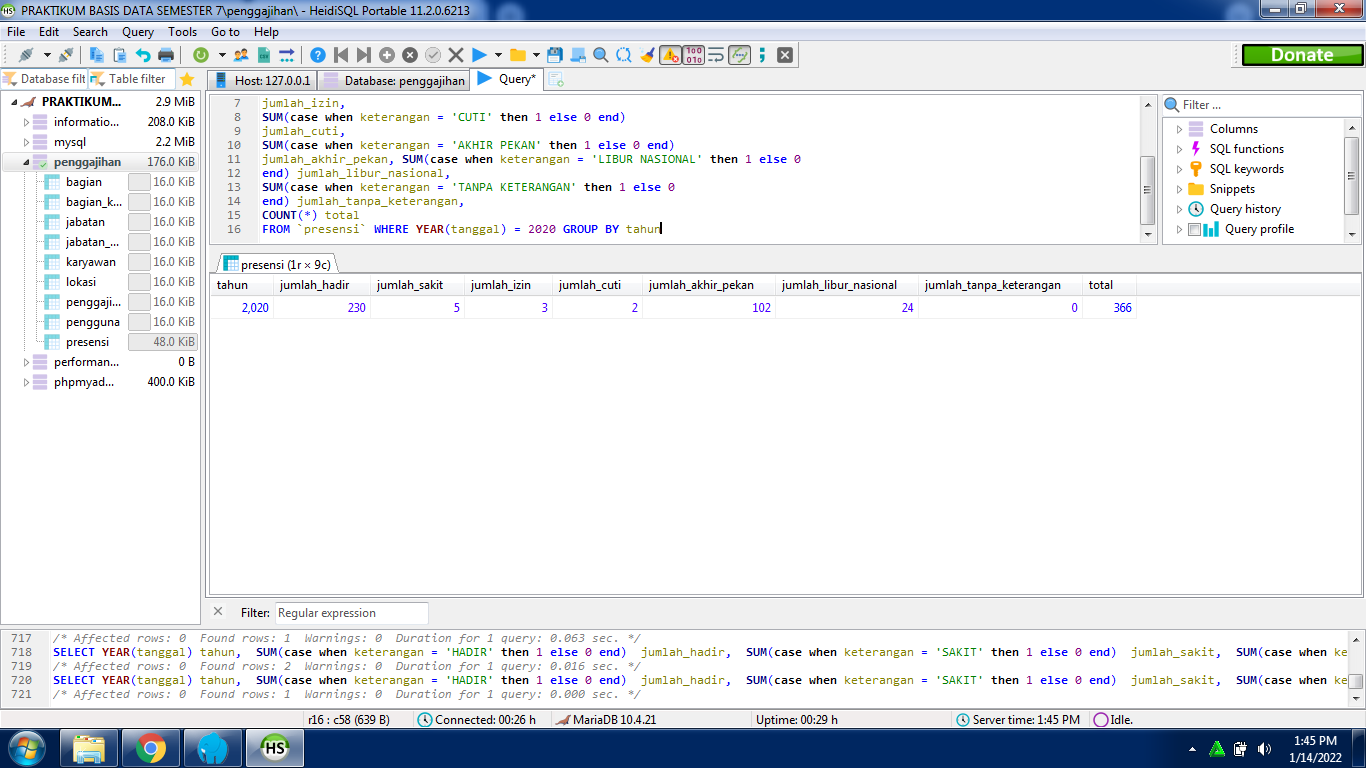 PRAKTIKUM BASIS DATA SEMESTER 7\penggajihan\ - HeidiSQL Portable 11.2.0.6213
File Edit Search Query Tools Go to Help
Donate
Database filt Table filter
Host: 127.0.0.1 Database: penggajihan Query*
PRAKTIKUM... 2.9 MiB
informatio... 208.0 KiB
mysql 2.2 MiB
penggajihan 176.0 KiB
bagian 16.0 KiB
bagian_k... 16.0 KiB
jabatan 16.0 KiB
jabatan_... 16.0 KiB
karyawan 16.0 KiB
lokasi 16.0 KiB
penggaji... 16.0 KiB
pengguna 16.0 KiB
presensi 48.0 KiB
performan... 0 B
phpmyad... 400.0 KiB
7 jumlah_izin,
8 SUM(case when keterangan = 'CUTI' then 1 else 0 end)
9 jumlah_cuti,
10 SUM(case when keterangan = 'AKHIR PEKAN' then 1 else 0 end)
11 jumlah_akhir_pekan, SUM(case when keterangan = 'LIBUR NASIONAL' then 1 else 0
12 end) jumlah_libur_nasional,
13 SUM(case when keterangan = 'TANPA KETERANGAN' then 1 else 0
14 end) jumlah_tanpa_keterangan,
15 COUNT(*) total
16 FROM `presensi` WHERE YEAR(tanggal) = 2020 GROUP BY tahun
Filter ...
Columns
SQL functions
SQL keywords
Snippets
Query history
Query profile
presensi (1r × 9c)
tahun jumlah_hadir jumlah_sakit jumlah_izin jumlah_cuti jumlah_akhir_pekan jumlah_libur_nasional jumlah_tanpa_keterangan total
2,020 230 5 3 2 102 24 0 366
Filter: Regular expression
717 /* Affected rows: 0 Found rows: 1 Warnings: 0 Duration for 1 query: 0.063 sec. */
718 SELECT YEAR(tanggal) tahun, SUM(case when keterangan = 'HADIR' then 1 else 0 end) jumlah_hadir, SUM(case when keterangan = 'SAKIT' then 1 else 0 end) jumlah_sakit, SUM(case when ke
719 /* Affected rows: 0 Found rows: 2 Warnings: 0 Duration for 1 query: 0.016 sec. */
720 SELECT YEAR(tanggal) tahun, SUM(case when keterangan = 'HADIR' then 1 else 0 end) jumlah_hadir, SUM(case when keterangan = 'SAKIT' then 1 else 0 end) jumlah_sakit, SUM(case when ke
721 /* Affected rows: 0 Found rows: 1 Warnings: 0 Duration for 1 query: 0.000 sec. */
r16 : c58 (639 B) Connected: 00:26 h MariaDB 10.4.21 Uptime: 00:29 h Server time: 1:45 PM Idle.
HS
1:45 PM
1/14/2022